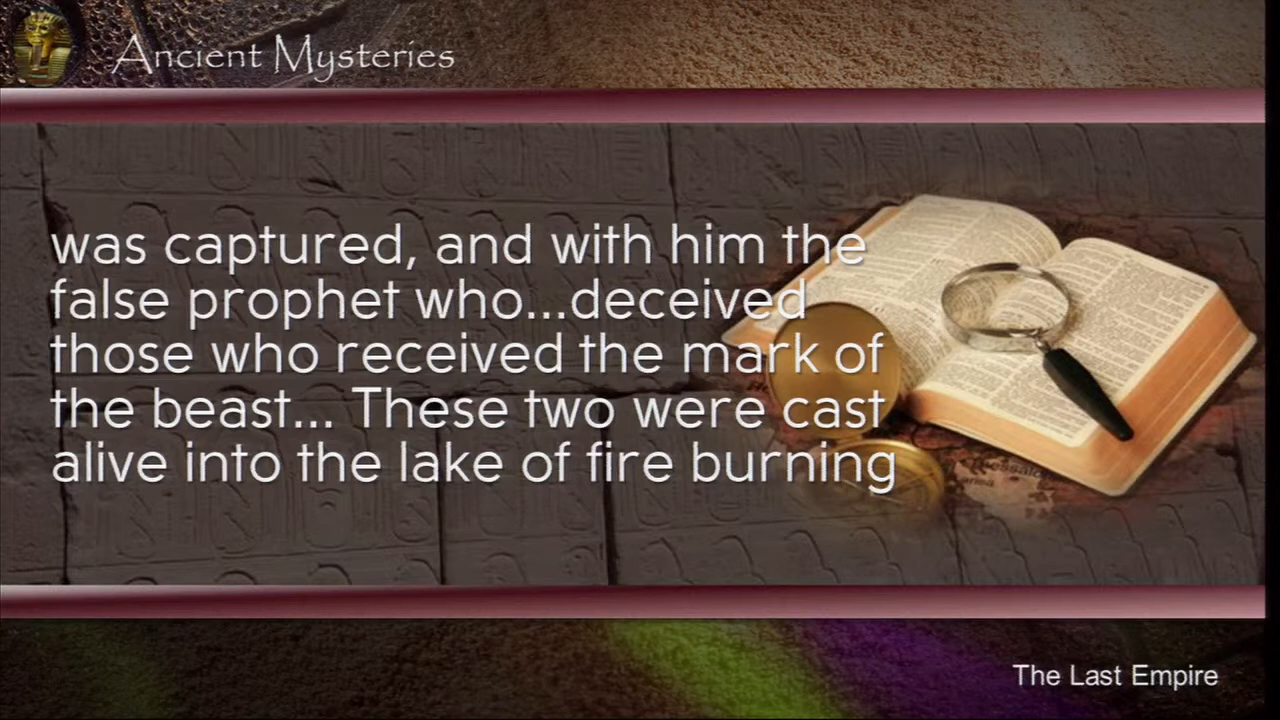 Ancient Mysteries
was captured, and with him the
false prophet who...deceived
those who received the mark of
the beast... These two were cast
alive into the lake of fire burning
The Last Empire